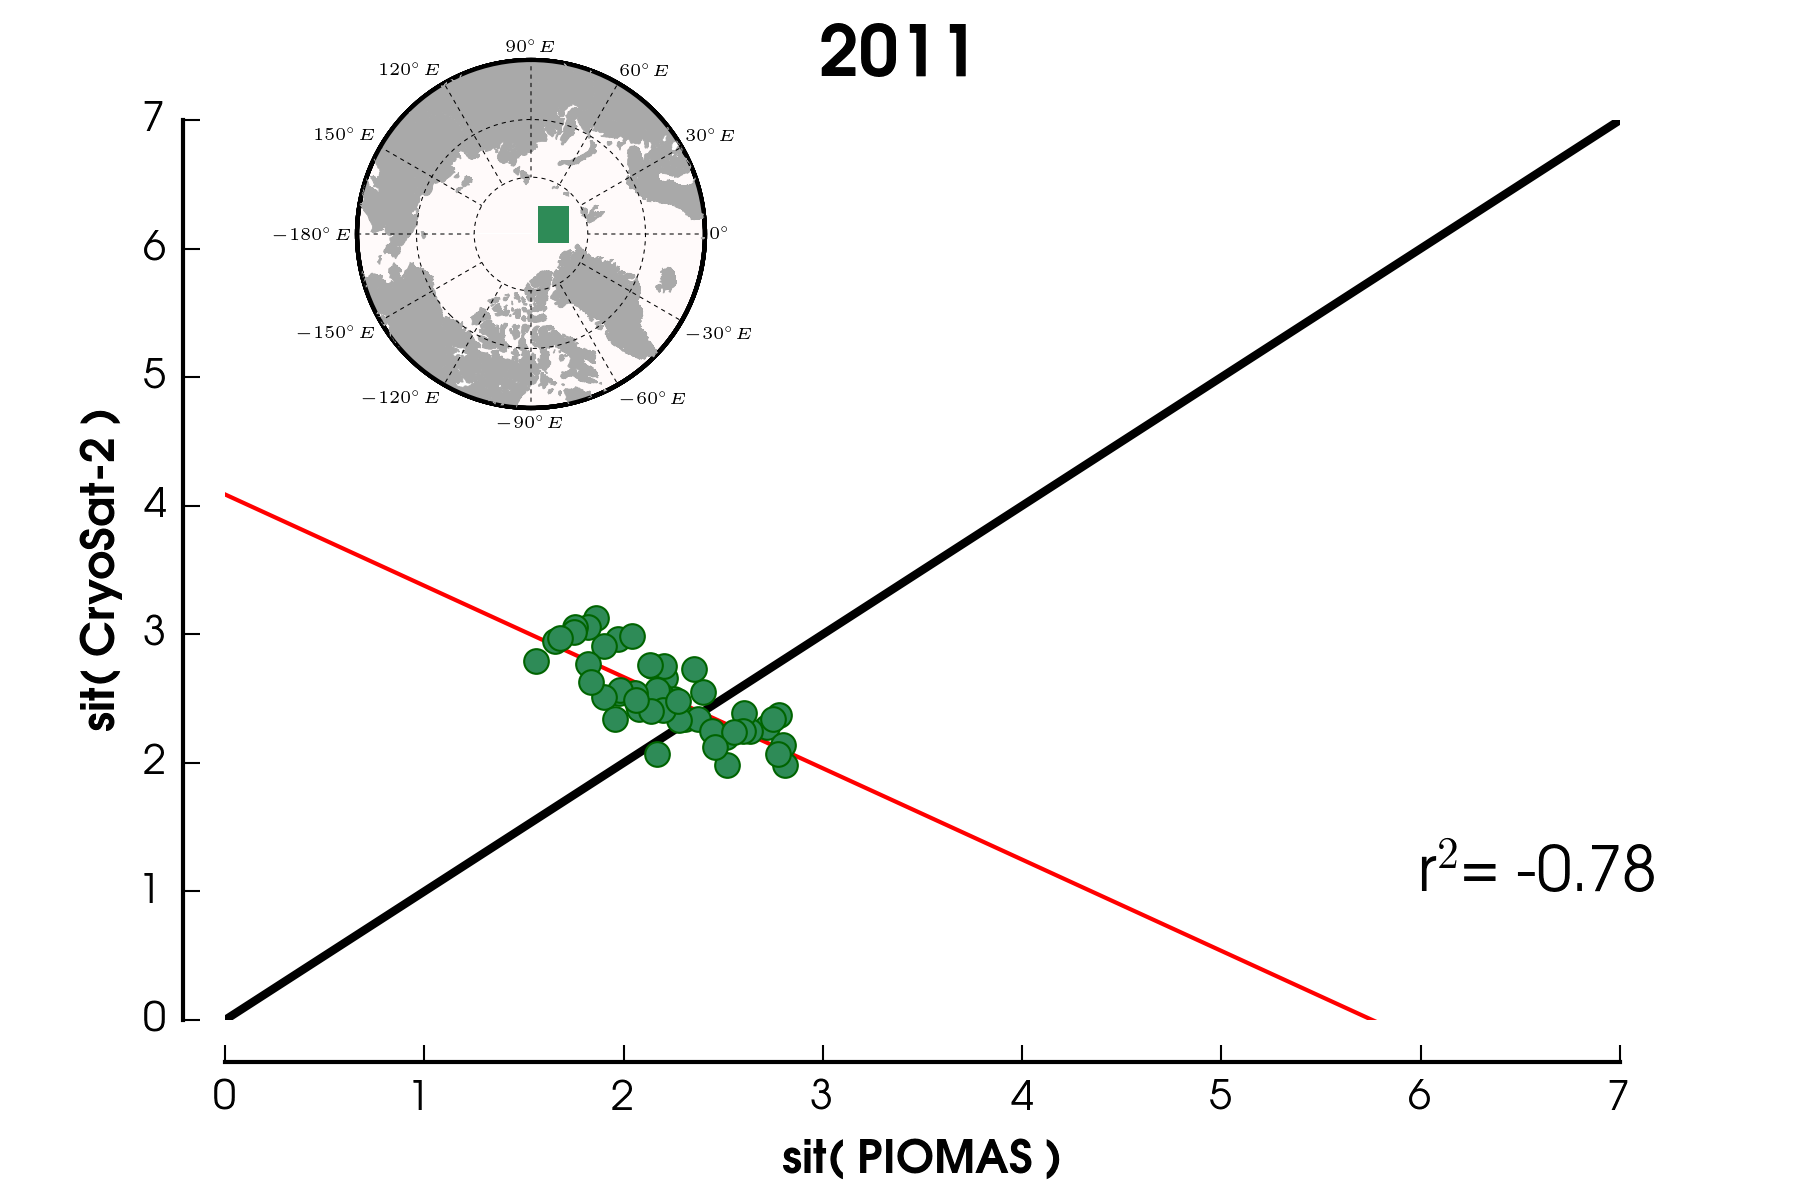 2011
90° E
120° E
60° E
150° E
30° E
−180° E
0°
−150° E
−30° E
−120° E
−60° E
−90° E
7
6
5
4
3
2
1
0
sit( CryoSat-2 )
r²= -0.78
0 1 2 3 4 5 6 7
sit( PIOMAS )